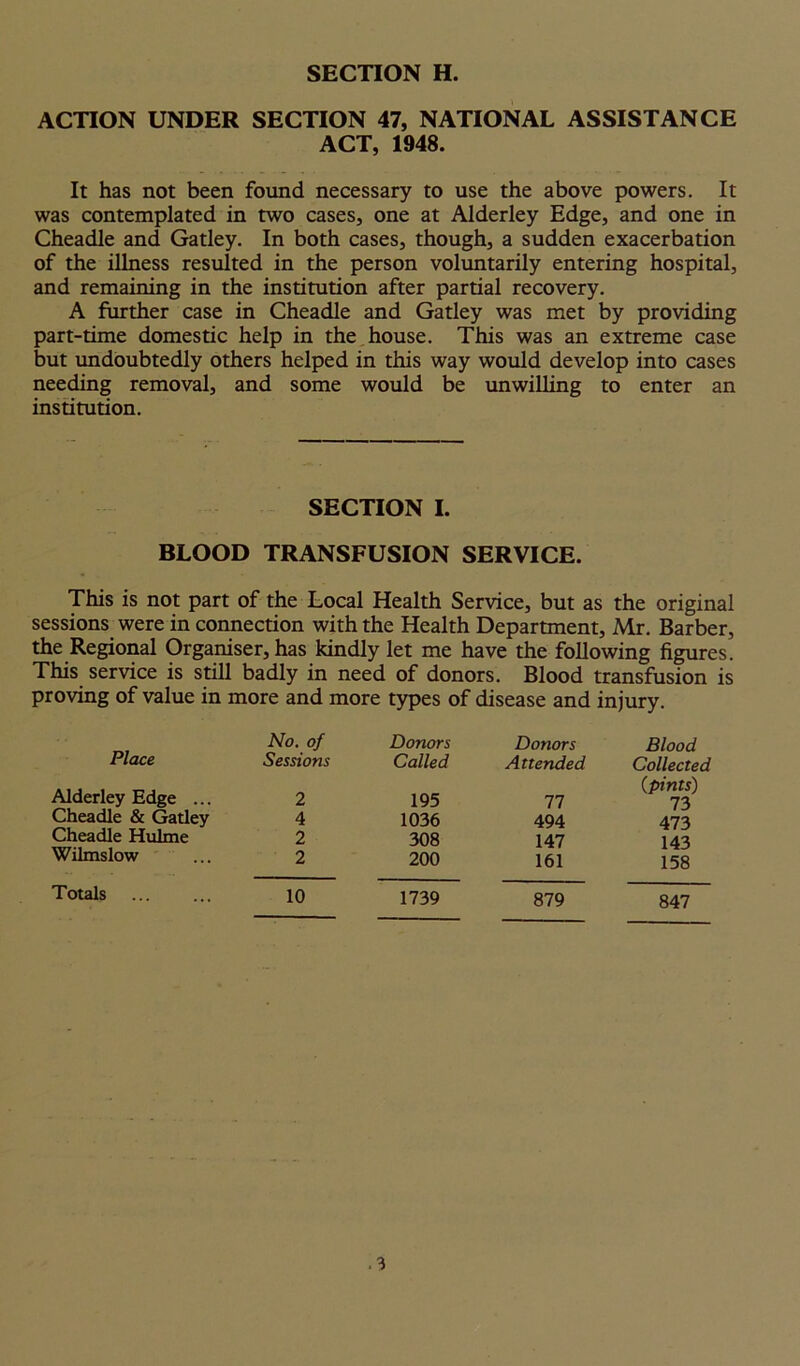 SECTION H.
ACTION UNDER SECTION 47, NATIONAL ASSISTANCE
ACT, 1948.
It has not been found necessary to use the above powers. It
was contemplated in two cases, one at Alderley Edge, and one in
Cheadle and Gatley. In both cases, though, a sudden exacerbation
of the illness resulted in the person voluntarily entering hospital,
and remaining in the institution after partial recovery.
A further case in Cheadle and Gatley was met by providing
part-time domestic help in the house. This was an extreme case
but undoubtedly others helped in this way would develop into cases
needing removal, and some would be unwilling to enter an
institution.
SECTION I.
BLOOD TRANSFUSION SERVICE.
This is not part of the Local Health Service, but as the original
sessions were in connection with the Health Department, Mr. Barber,
the Regional Organiser, has kindly let me have the following figures.
This service is still badly in need of donors. Blood transfusion is
proving of value in more and more types of disease and injury.
No. of Donors Donors Blood
Place Sessions Called Attended Collected
(pints)
Alderley Edge ... 2 195 77 73
Cheadle & Gatley 4 1036 494 473
Cheadle Hulme 2 308 147 143
Wilmslow ... 2 200 161 158
Totals ... ... 10 1739 879 847
3